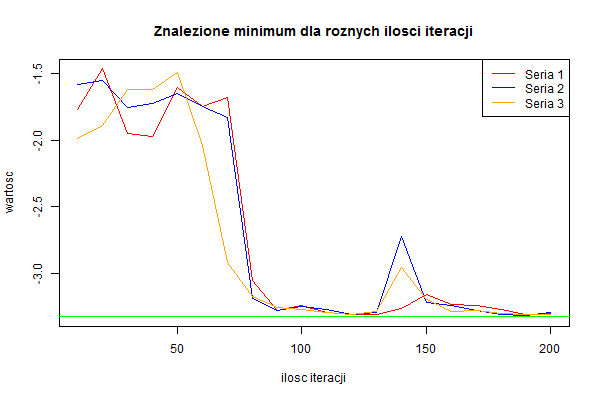 Znalezione minimum dla roznych ilosci iteracji
Seria 1
Seria 2
Seria 3
wartosc
-1.5
-2.0
-2.5
-3.0
50
100
150
200
ilosc iteracji